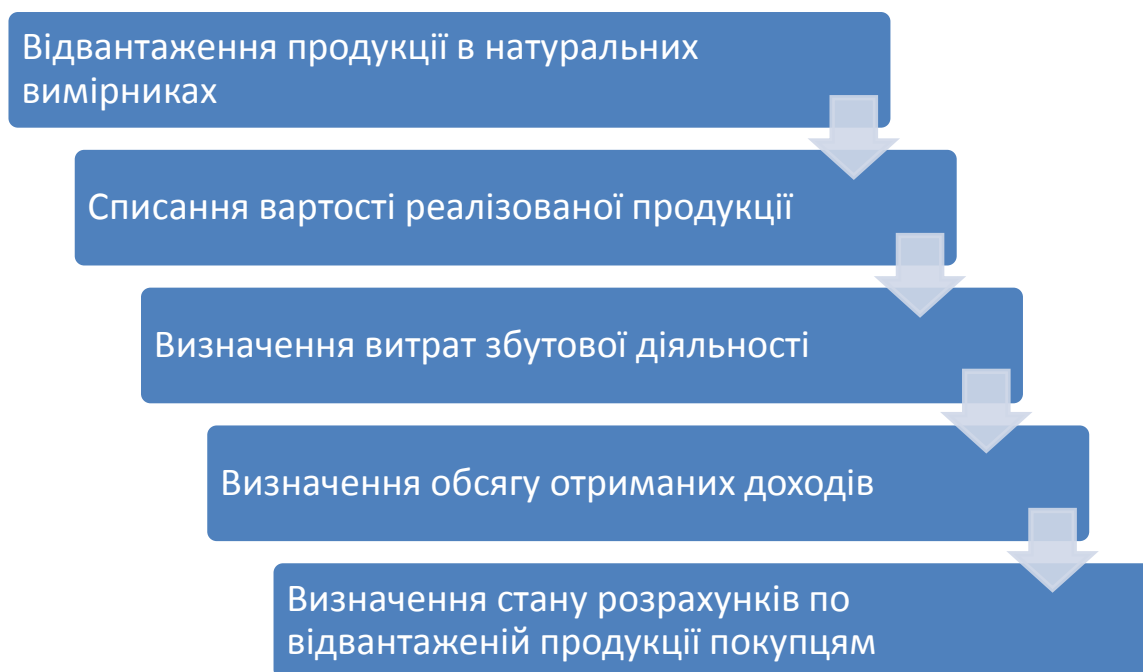 Відвантаження продукції в натуральних
вимірниках
Списання вартості реалізованої продукції
Визначення витрат збутової діяльності
Визначення обсягу отриманих доходів
Визначення стану розрахунків по
відвантаженій продукції покупцям